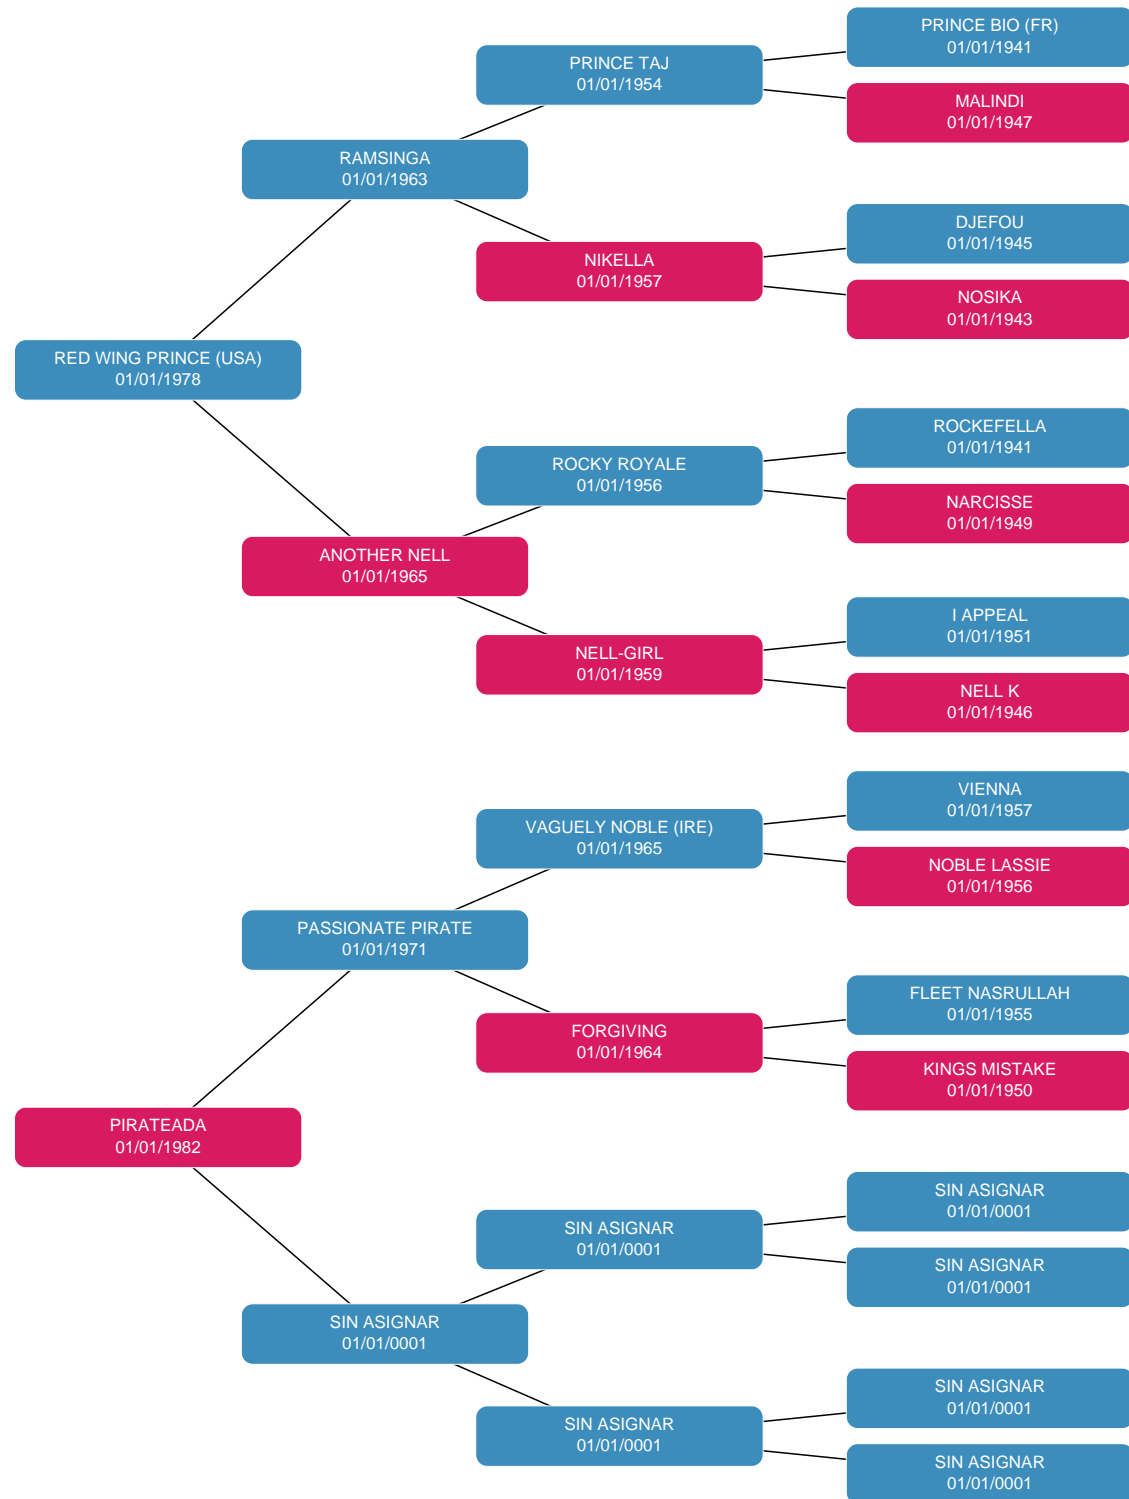 PRINCE BIO (FR)
01/01/1941
PRINCE TAJ
01/01/1954
MALINDI
01/01/1947
RAMSINGA
01/01/1963
DJEFOU
01/01/1945
NIKELLA
01/01/1957
NOSIKA
01/01/1943
RED WING PRINCE (USA)
01/01/1978
ROCKEFELLA
01/01/1941
ROCKY ROYALE
01/01/1956
NARCISSE
01/01/1949
ANOTHER NELL
01/01/1965
I APPEAL
01/01/1951
NELL-GIRL
01/01/1959
NELL K
01/01/1946
VIENNA
01/01/1957
VAGUELY NOBLE (IRE)
01/01/1965
NOBLE LASSIE
01/01/1956
PASSIONATE PIRATE
01/01/1971
FLEET NASRULLAH
01/01/1955
FORGIVING
01/01/1964
KINGS MISTAKE
01/01/1950
PIRATEADA
01/01/1982
SIN ASIGNAR
01/01/0001
SIN ASIGNAR
01/01/0001
SIN ASIGNAR
01/01/0001
SIN ASIGNAR
01/01/0001
SIN ASIGNAR
01/01/0001
SIN ASIGNAR
01/01/0001
SIN ASIGNAR
01/01/0001